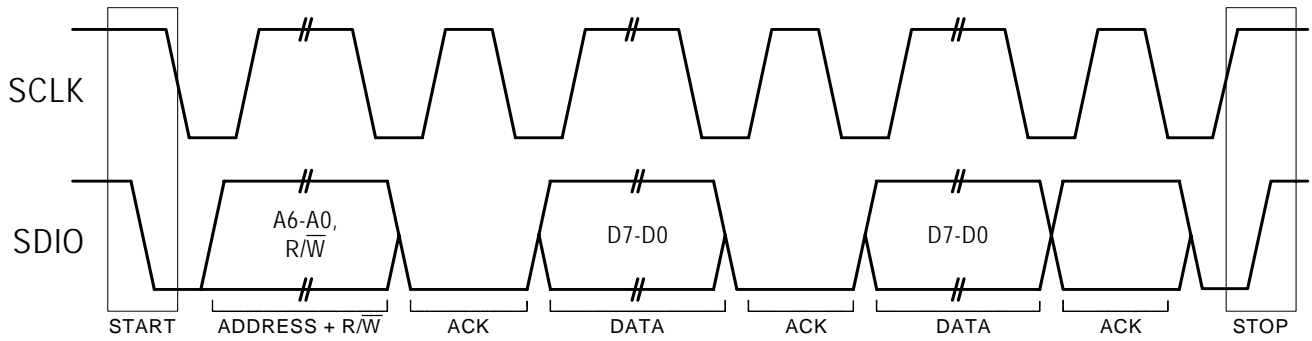 SCLK
SDIO
A6-A0,
R/W̅
D7-D0
D7-D0
START
ADDRESS + R/W̅
ACK
DATA
ACK
DATA
ACK
STOP